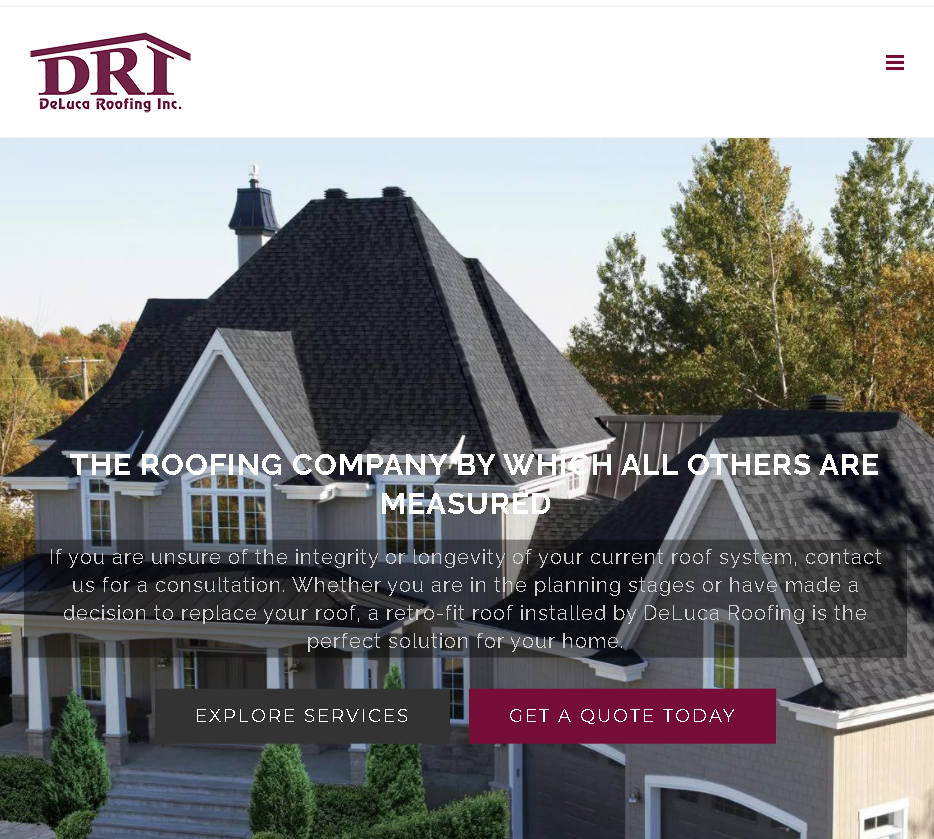 DRI
DeLuca Roofing Inc.
THE ROOFING COMPANY BY WHICH ALL OTHERS ARE
MEASURED
If you are unsure of the integrity or longevity of your current roof system, contact
us for a consultation. Whether you are in the planning stages or have made a
decision to replace your roof, a retro-fit roof installed by DeLuca Roofing is the
perfect solution for your home.
EXPLORE SERVICES
GET A QUOTE TODAY